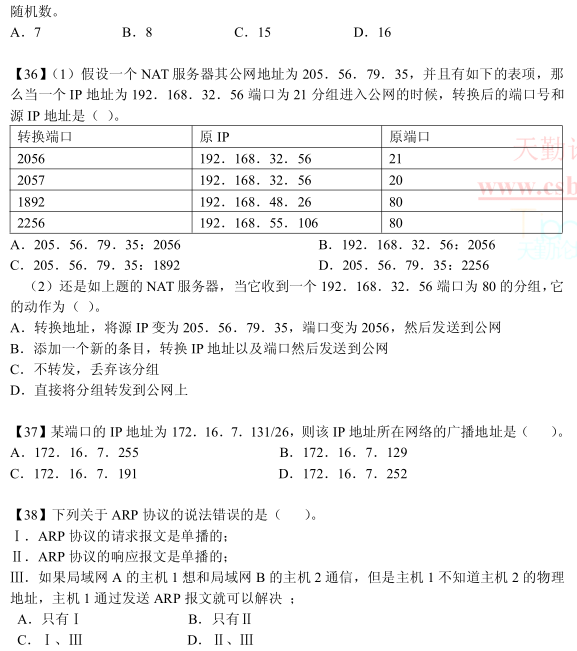 随机数。
A．7 B．8 C．15 D．16
【36】（1）假设一个 NAT 服务器其公网地址为 205．56．79．35，并且有如下的表项，那
么当一个 IP 地址为 192．168．32．56 端口为 21 分组进入公网的时候，转换后的端口号和
源 IP 地址是（ ）。
转换端口 原 IP 原端口
2056 192．168．32．56 21
2057 192．168．32．56 20
1892 192．168．48．26 80
2256 192．168．55．106 80
A．205．56．79．35：2056 B．192．168．32．56：2056
C．205．56．79．35：1892 D．205．56．79．35：2256
（2）还是如上题的 NAT 服务器，当它收到一个 192．168．32．56 端口为 80 的分组，它
的动作为（ ）。
A．转换地址，将源 IP 变为 205．56．79．35，端口变为 2056，然后发送到公网
B．添加一个新的条目，转换 IP 地址以及端口然后发送到公网
C．不转发，丢弃该分组
D．直接将分组转发到公网上
【37】某端口的 IP 地址为 172．16．7．131/26，则该 IP 地址所在网络的广播地址是（ ）。
A．172．16．7．255 B．172．16．7．129
C．172．16．7．191 D．172．16．7．252
【38】下列关于 ARP 协议的说法错误的是（ ）。
Ⅰ．ARP 协议的请求报文是单播的；
Ⅱ．ARP 协议的响应报文是单播的；
Ⅲ．如果局域网 A 的主机 1 想和局域网 B 的主机 2 通信，但是主机 1 不知道主机 2 的物理
地址，主机 1 通过发送 ARP 报文就可以解决 ；
A．只有Ⅰ B．只有Ⅱ
C．Ⅰ、Ⅲ D．Ⅱ、Ⅲ
天勤
www.csb